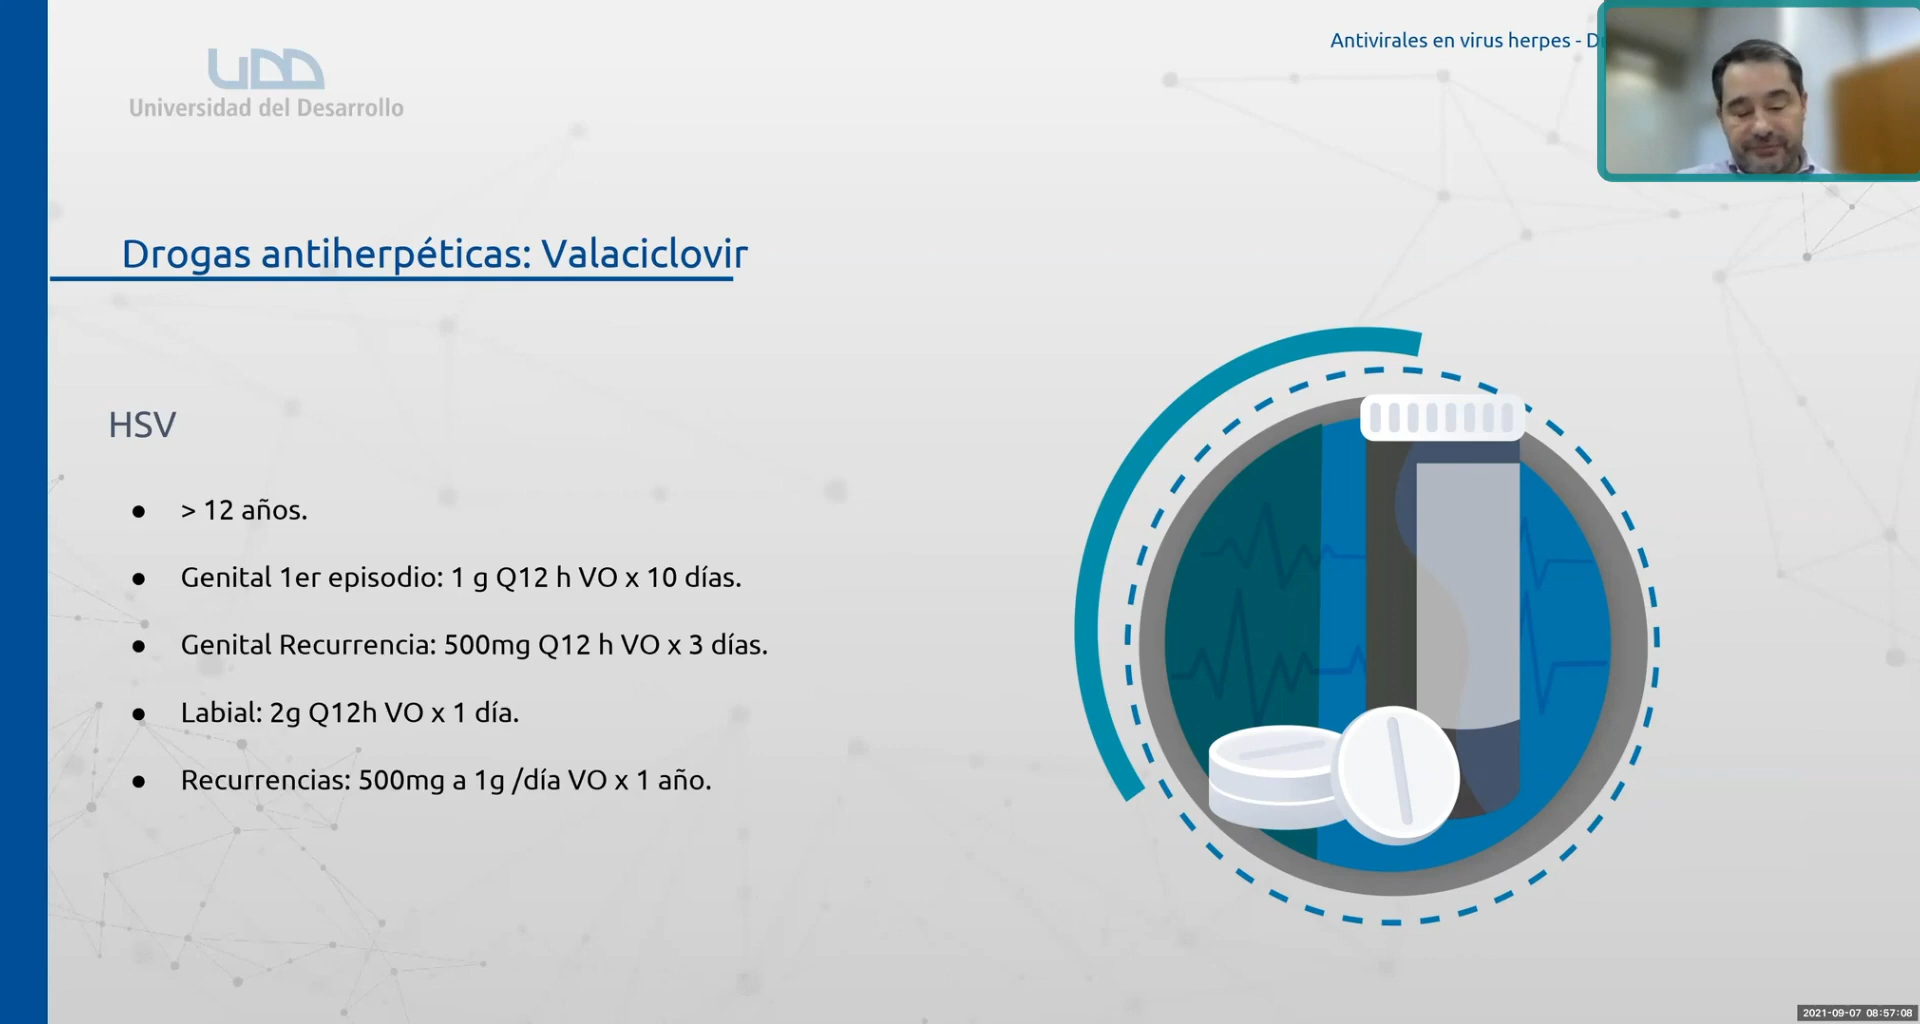 Antivirales en virus herpes -
UDD
Universidad del Desarrollo
Drogas antiherpéticas: Valaciclovir
HSV
● > 12 años.
● Genital 1er episodio: 1 g Q12 h VO x 10 días.
● Genital Recurrencia: 500mg Q12 h VO x 3 días.
● Labial: 2g Q12h VO x 1 día.
● Recurrencias: 500mg a 1g /día VO x 1 año.
2021-09-07 08:57:08